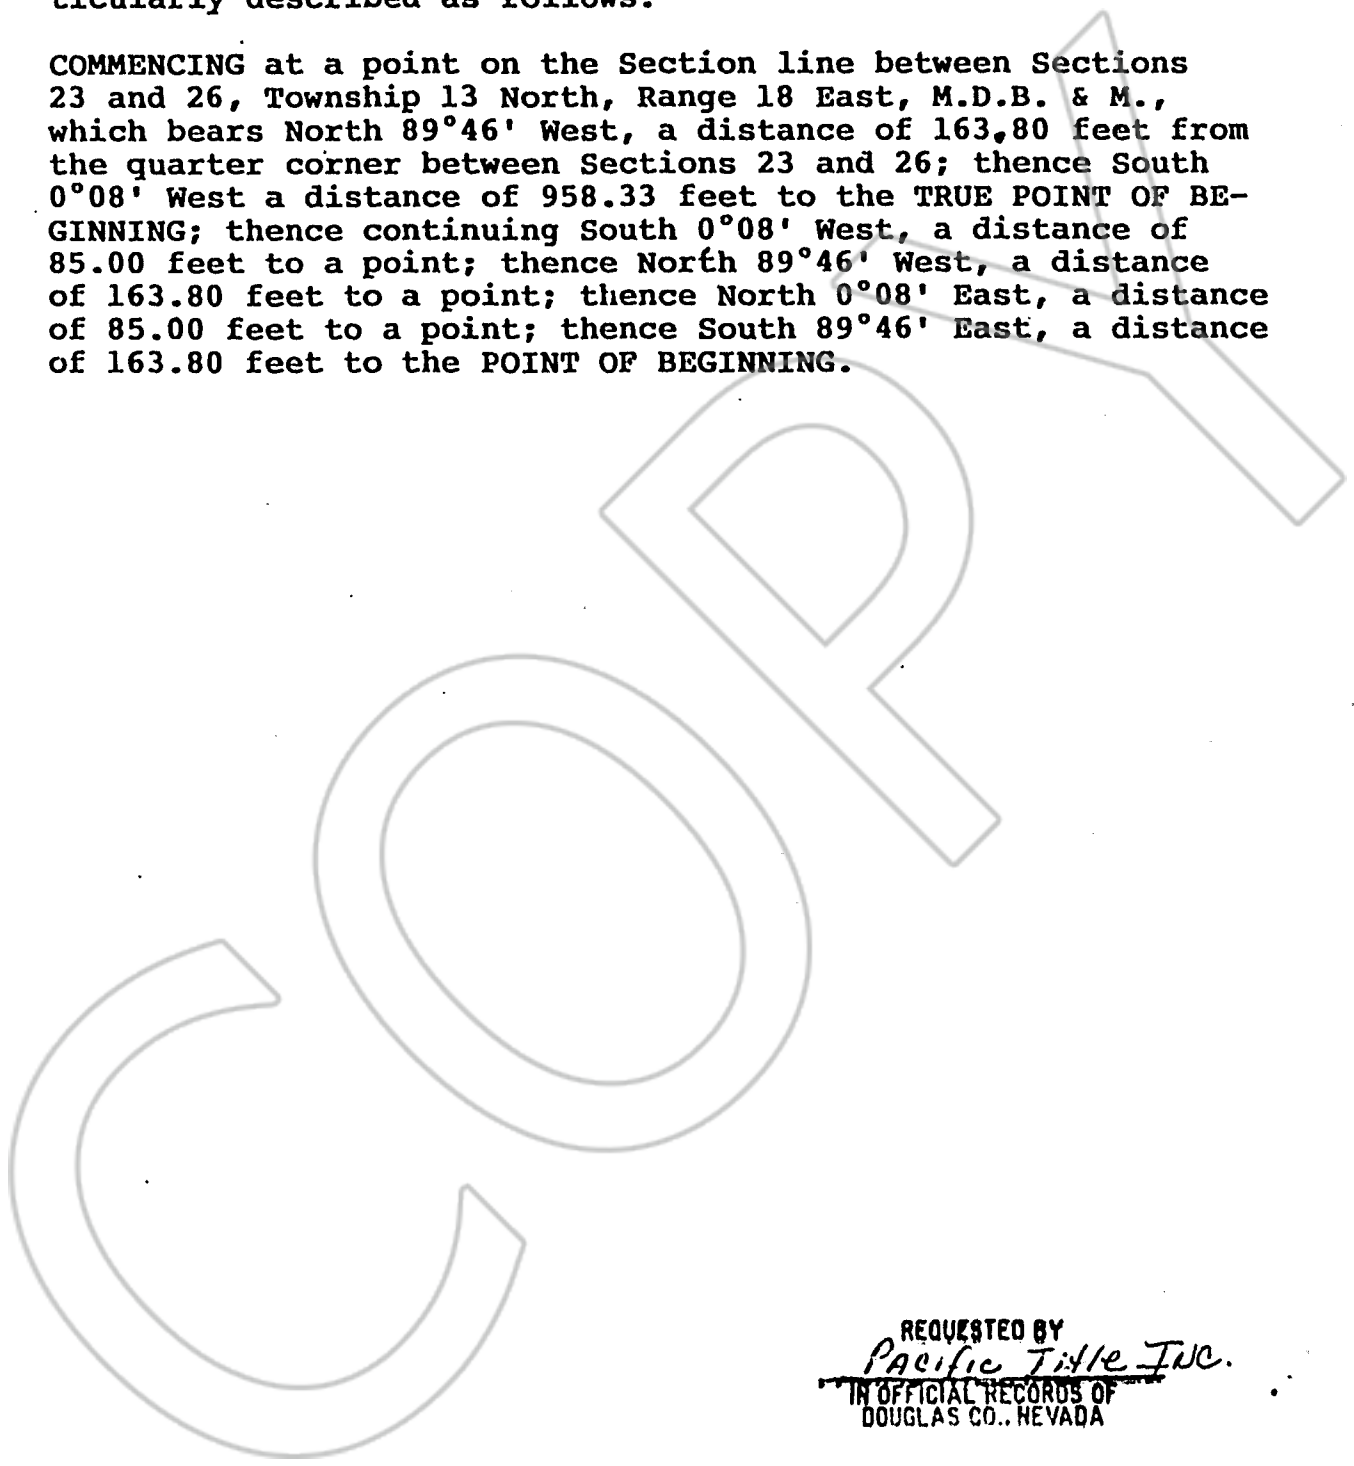 ticularly described as follows:
COMMENCING at a point on the Section line between Sections
23 and 26, Township 13 North, Range 18 East, M.D.B. & M.,
which bears North 89°46' West, a distance of 163.80 feet from
the quarter corner between Sections 23 and 26; thence South
0°08' West a distance of 958.33 feet to the TRUE POINT OF BE-
GINNING; thence continuing South 0°08' West, a distance of
85.00 feet to a point; thence North 89°46' West, a distance
of 163.80 feet to a point; thence North 0°08' East, a distance
of 85.00 feet to a point; thence South 89°46' East, a distance
of 163.80 feet to the POINT OF BEGINNING.
COPY
REQUESTED BY
Pacific Title INC.
IN OFFICIAL RECORDS OF
DOUGLAS CO., NEVADA